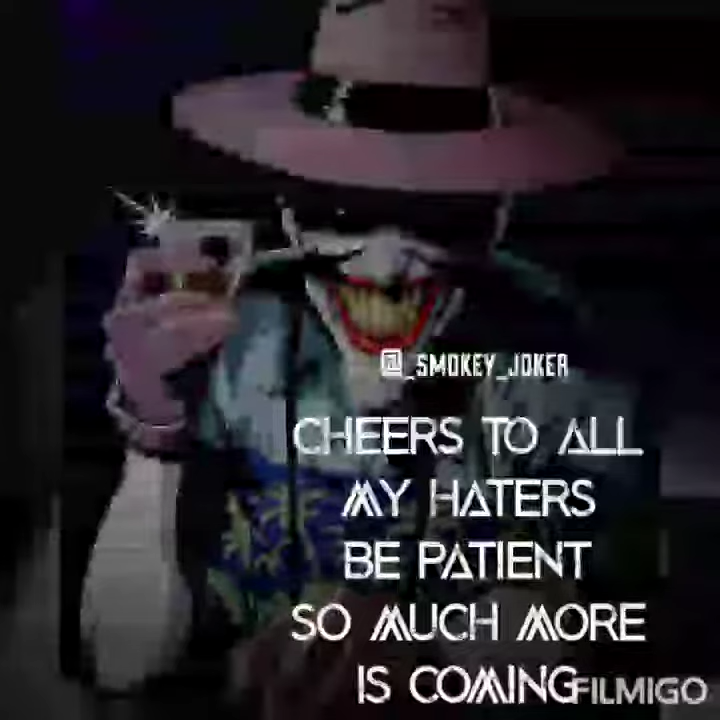 @_SMOKEY_JOKER
CHEERS TO ALL
MY HATERS
BE PATIENT
SO MUCH MORE
IS COMING
FILMIGO